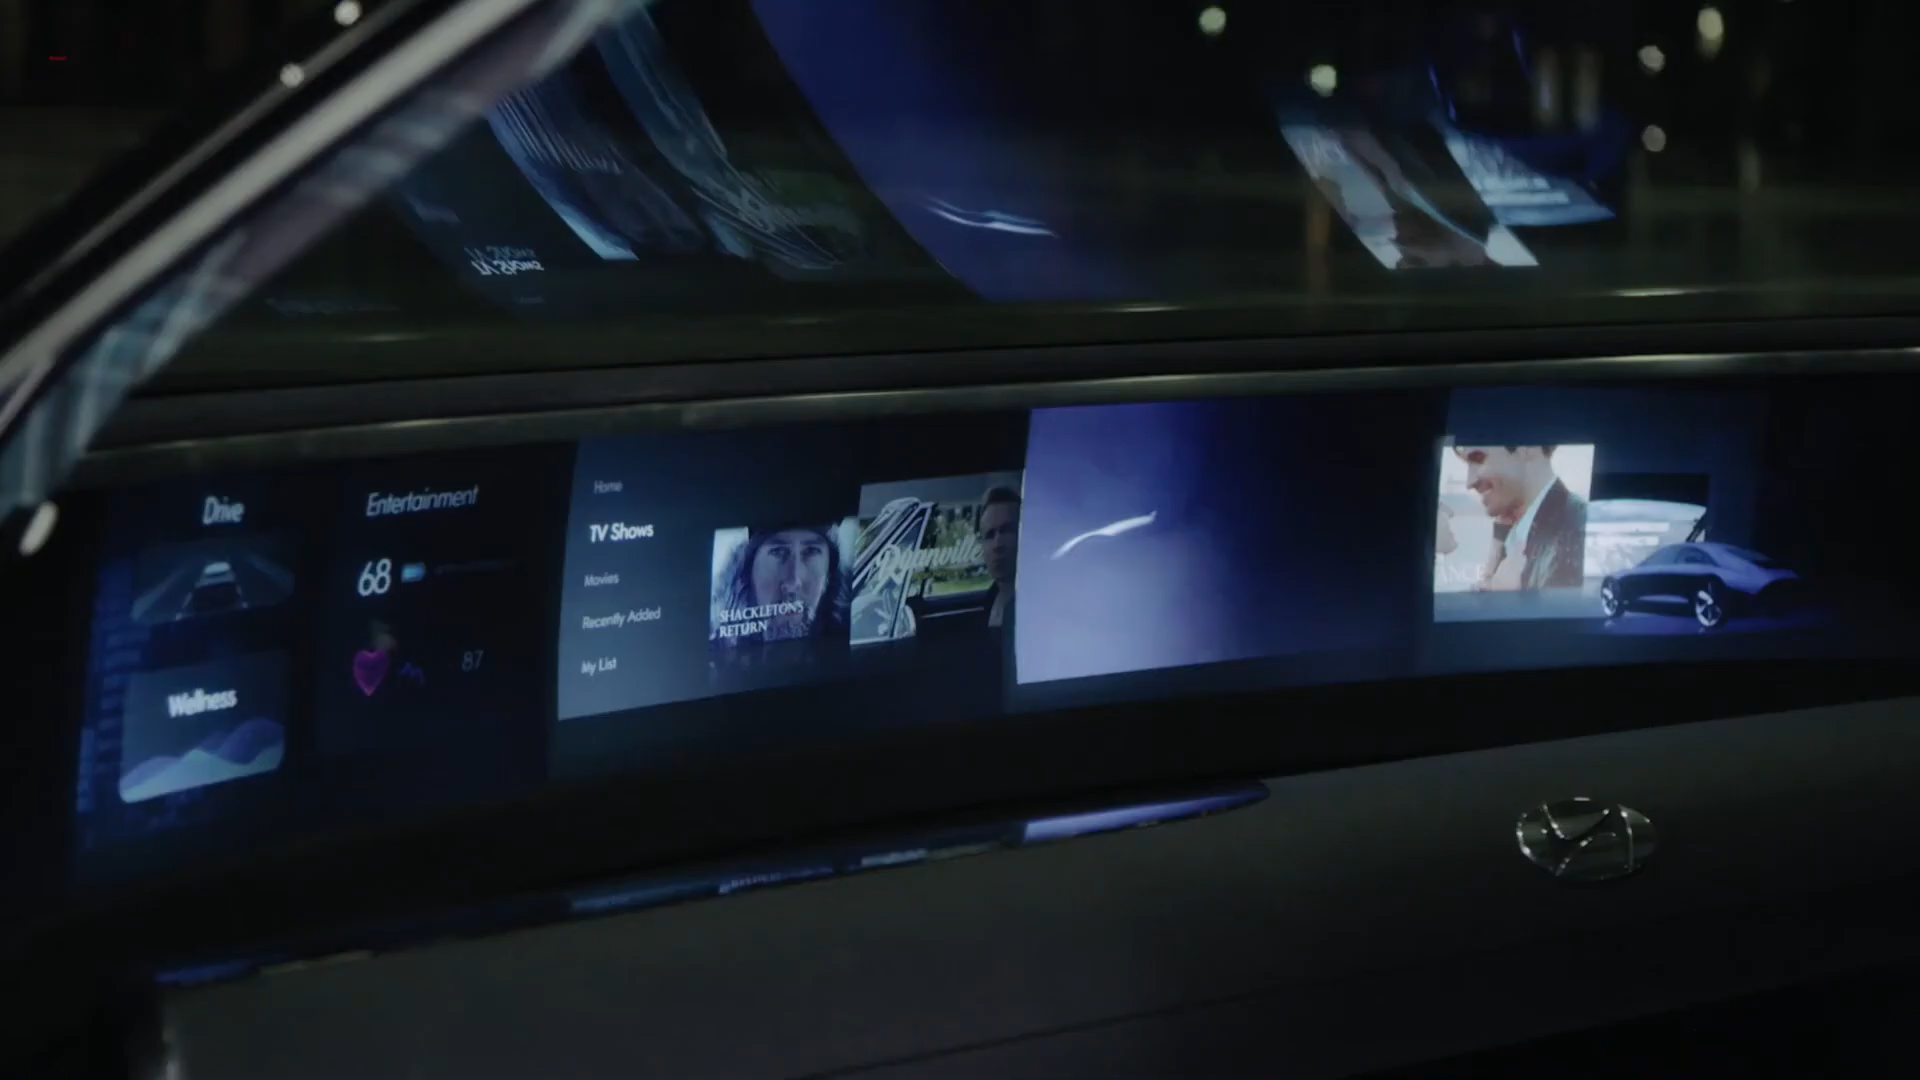 Drive
Entertainment
68
87
Wellness
Home
TV Shows
Movies
Recently Added
My List
SHACKLETON'S
RETURN